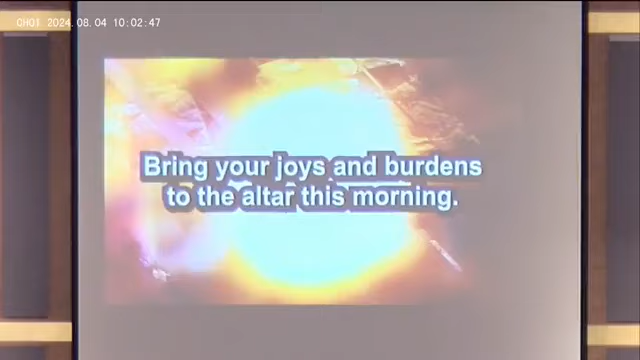 CH01 2024.08.04 10:02:47
Bring your joys and burdens
to the altar this morning.